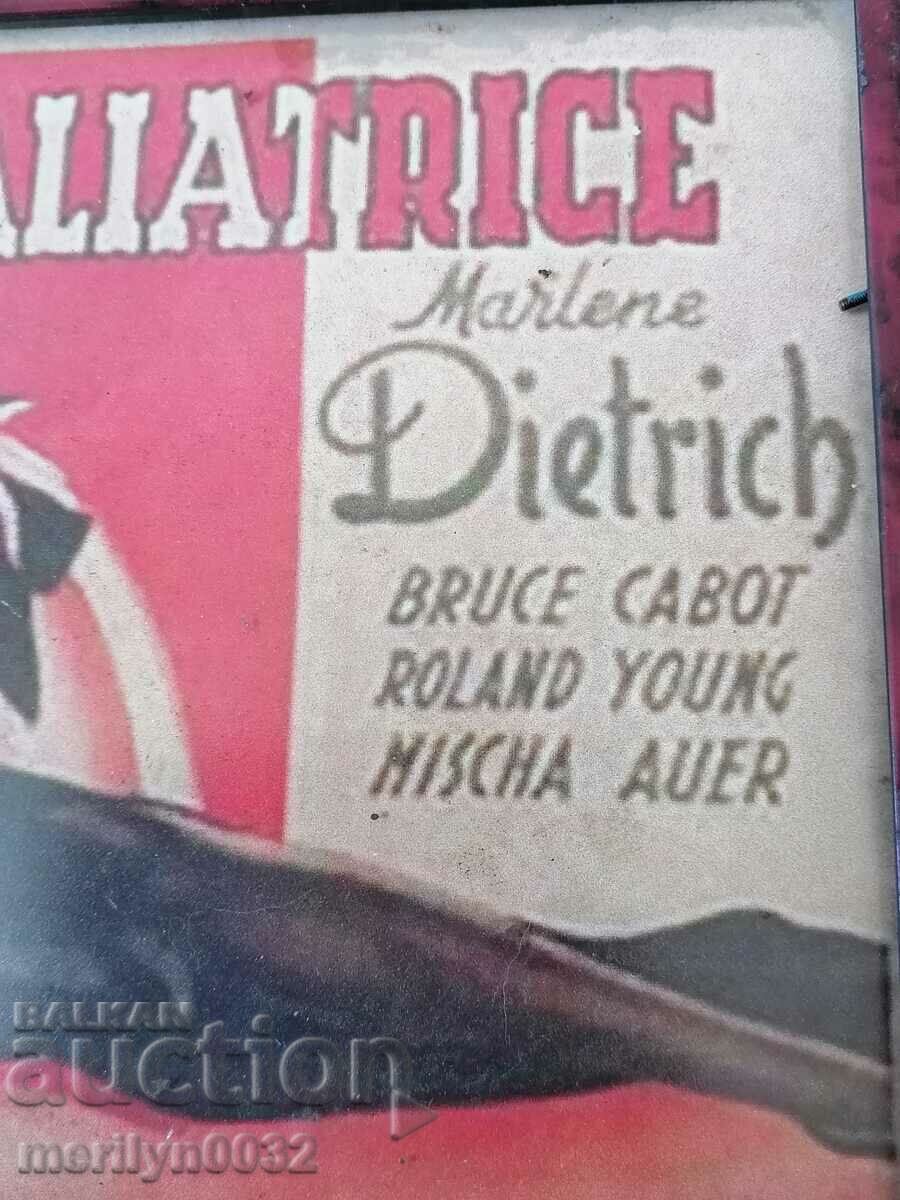 ALIATRICE
Marlene
Dietrich
BRUCE CABOT
ROLAND YOUNG
MISCHA AUER
BALKAN
auction
merilyn0032